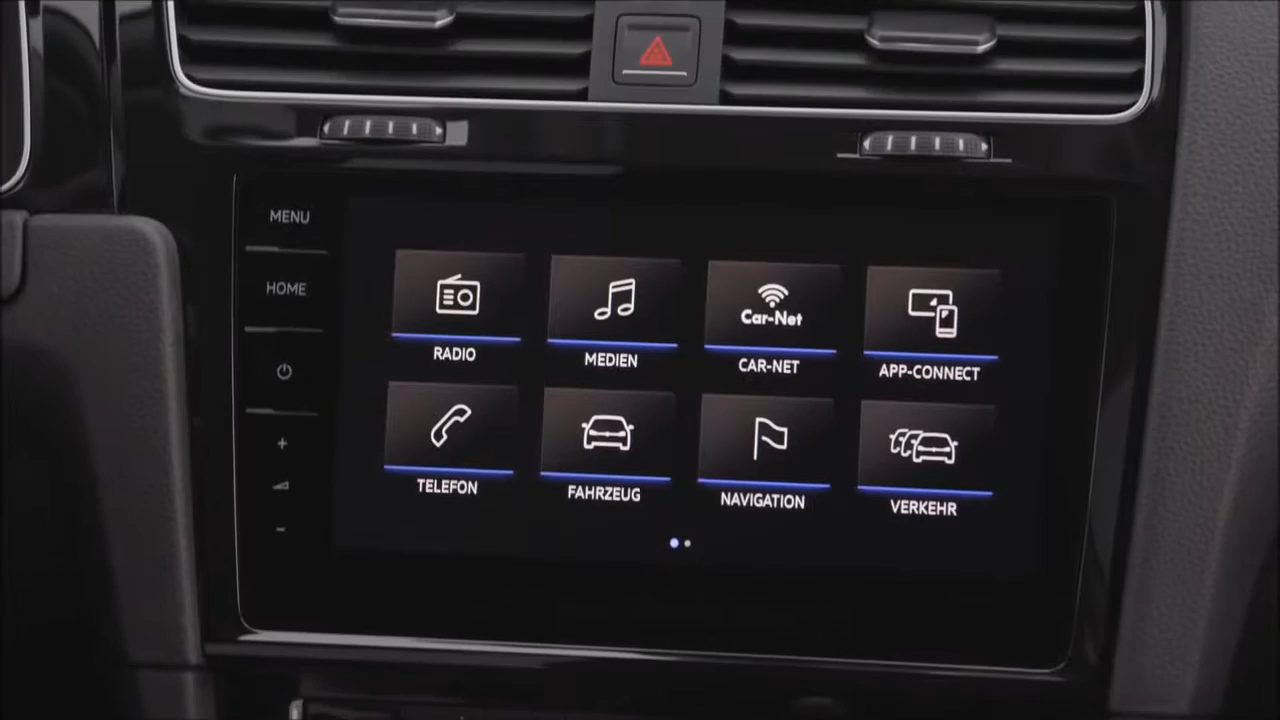 MENU
HOME
RADIO
MEDIEN
Car-Net
CAR-NET
APP-CONNECT
TELEFON
FAHRZEUG
NAVIGATION
VERKEHR